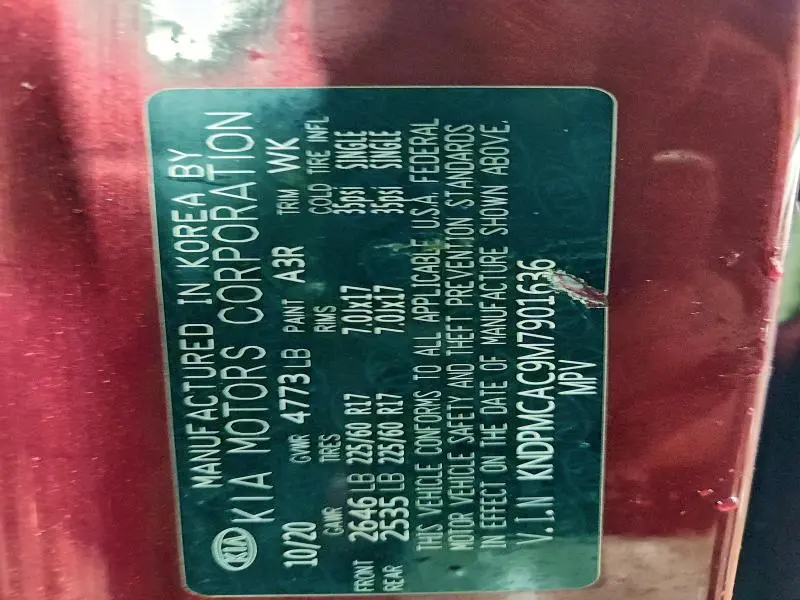 MANUFACTURED IN KOREA BY
KIA KIA MOTORS CORPORATION
10/20 GVWR 4773 LB PAINT A3R TRIM WK
GAWR TIRES RIMS COLD TIRE INFL
FRONT 2646 LB 225/60 R17 7.0Jx17 35psi SINGLE
REAR 2535 LB 225/60 R17 7.0Jx17 35psi SINGLE
THIS VEHICLE CONFORMS TO ALL APPLICABLE U.S.A. FEDERAL
MOTOR VEHICLE SAFETY AND THEFT PREVENTION STANDARDS
IN EFFECT ON THE DATE OF MANUFACTURE SHOWN ABOVE.
V.I.N KNDPMCAC9M7901636
MPV